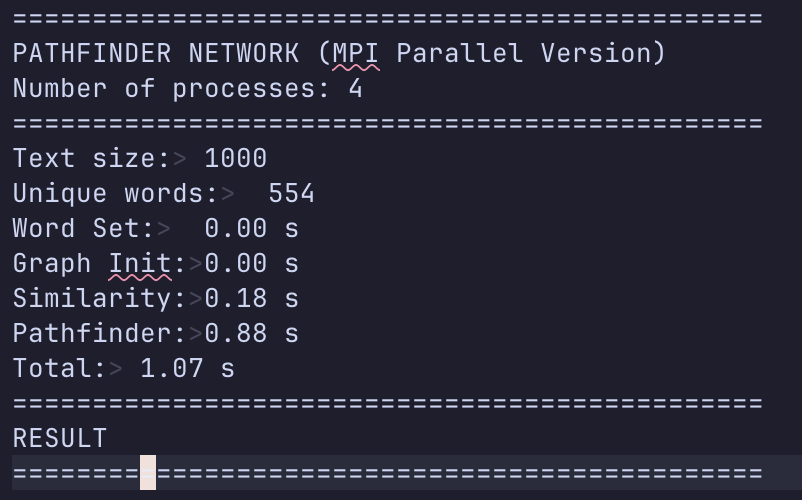 ===============================================
PATHFINDER NETWORK (MPI Parallel Version)
Number of processes: 4
===============================================
Text size:> 1000
Unique words:>  554
Word Set:>  0.00 s
Graph Init:>0.00 s
Similarity:>0.18 s
Pathfinder:>0.88 s
Total:> 1.07 s
===============================================
RESULT
===============================================